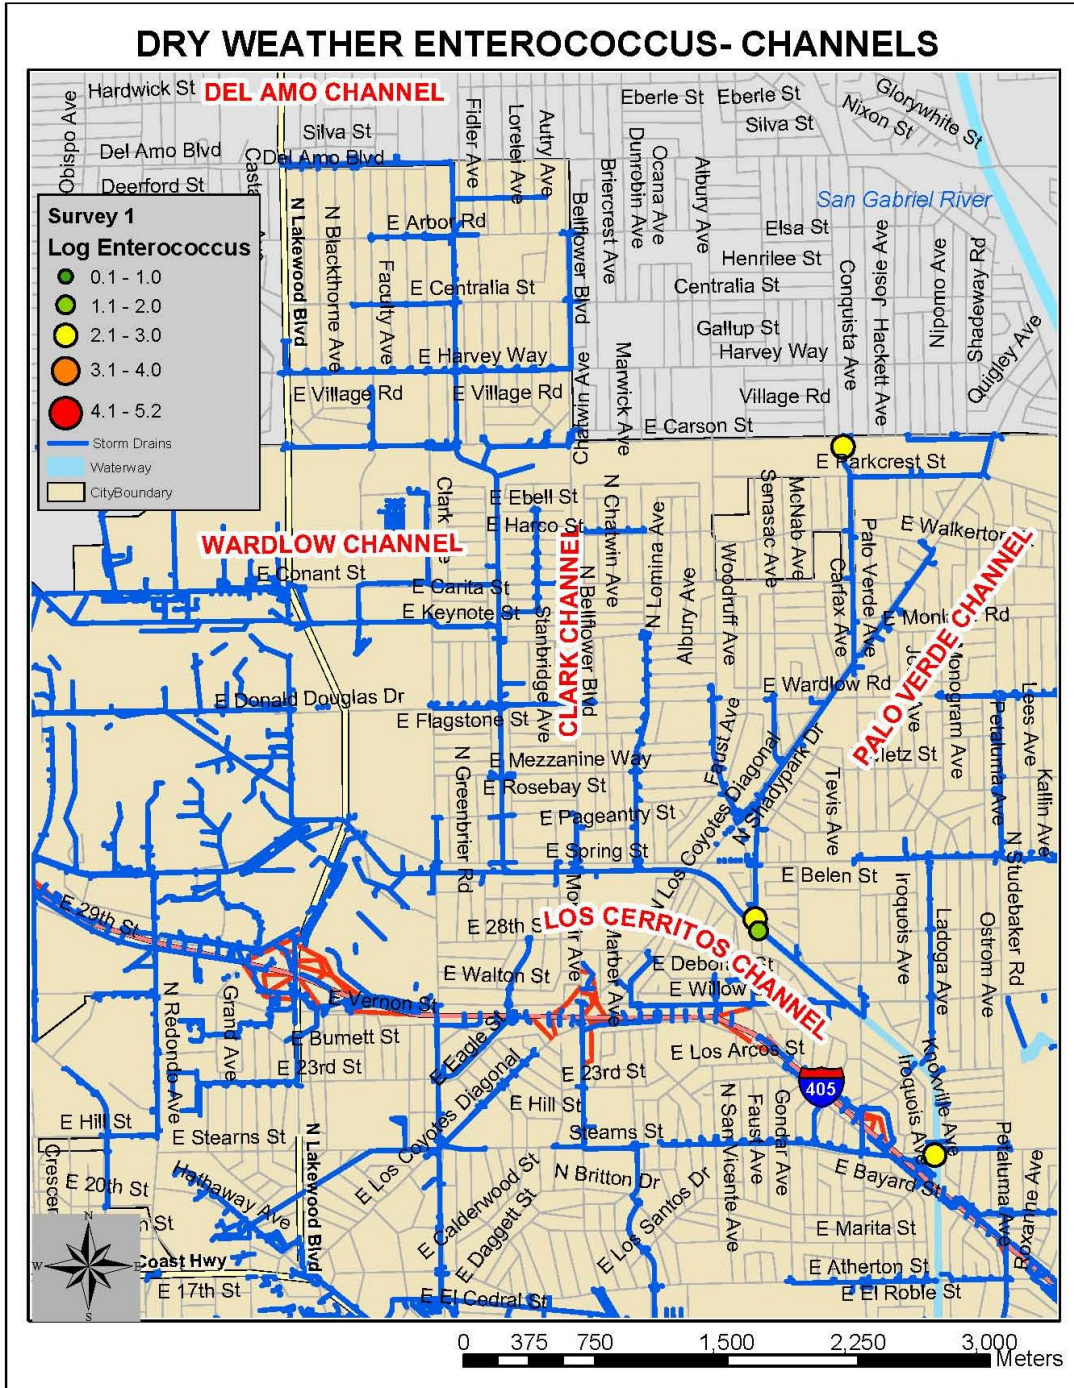 DRY WEATHER ENTEROCOCCUS- CHANNELS
Hardwick St
DEL AMO CHANNEL
Obispo Ave
Silva St
Del Amo Blvd
Del Amo Blvd
Deerford St
Fidler Ave
Lorelei Ave
Autry Ave
Eberle St
Eberle St
Silva St
Glorywhite St
Nixon St
Dunrobin Ave
Ocana Ave
Albury Ave
Briercrest Ave
San Gabriel River
Survey 1
Log Enterococcus
0.1 - 1.0
1.1 - 2.0
2.1 - 3.0
3.1 - 4.0
4.1 - 5.2
Storm Drains
Waterway
CityBoundary
N Lakewood Blvd
N Blackthorne Ave
Faculty Ave
E Arbor Rd
E Centralia St
E Harvey Way
E Village Rd
E Village Rd
Bellflower Blvd
Charwin Ave
Marwick Ave
Elsa St
Henrilee St
Centralia St
Gallup St
Harvey Way
Village Rd
E Carson St
Conquista Ave
Josie Ave
Hackett Ave
Nipomo Ave
Shadeway Rd
Quigley Ave
E Parkcrest St
E Ebell St
E Harco St
Clark
N Chatwin Ave
N Lomina Ave
Albury Ave
Woodruff Ave
Senasac Ave
McNab Ave
Carfax Ave
Palo Verde Ave
E Walkerto
WARDLOW CHANNEL
E Conant St
E Carita St
E Keynote St
CLARK CHANNEL
Stanbridge Ave
N Bellflower Blvd
PALO VERDE CHANNEL
E Monl
Rd
Monogram Ave
E Wardlow Rd
Petaluma Ave
Lees Ave
Kallin Ave
E Donald Douglas Dr
E Flagstone St
E Mezzanine Way
E Rosebay St
E Pageantry St
E Spring St
N Greenbrier Rd
Faust Ave
N Los Coyotes Diagonal
N Shadypark Dr
Tevis Ave
letz St
E Belen St
N Studebaker Rd
Iroquois Ave
Ladoga Ave
Ostrom Ave
E 29th St
E 28th S
LOS CERRITOS CHANNEL
E Walton St
Marber Ave
E Willow
N Redondo Ave
Grand Ave
E Vernon St
E Burnett St
E 23rd St
E Eagle St
E 23rd St
E Los Arcos St
405
Iroquois Ave
Knoxville Ave
E Hill St
E Stearns St
N Lakewood Blvd
E Los Coyotes Diagonal
E Hill St
Stearns St
N San Vicente Ave
Faust Ave
Gondar Ave
E Bayard St
Petaluma Ave
Roxanne Ave
Crescen
E 20th St
Hathaway Ave
E Calderwood St
E Daggett St
N Britton Dr
E Los Santos Dr
E Marita St
E Atherton St
E El Roble St
N
W
E
S
n St
Coast Hwy
E 17th St
E El Cedral St
0 375 750 1,500 2,250 3,000
Meters